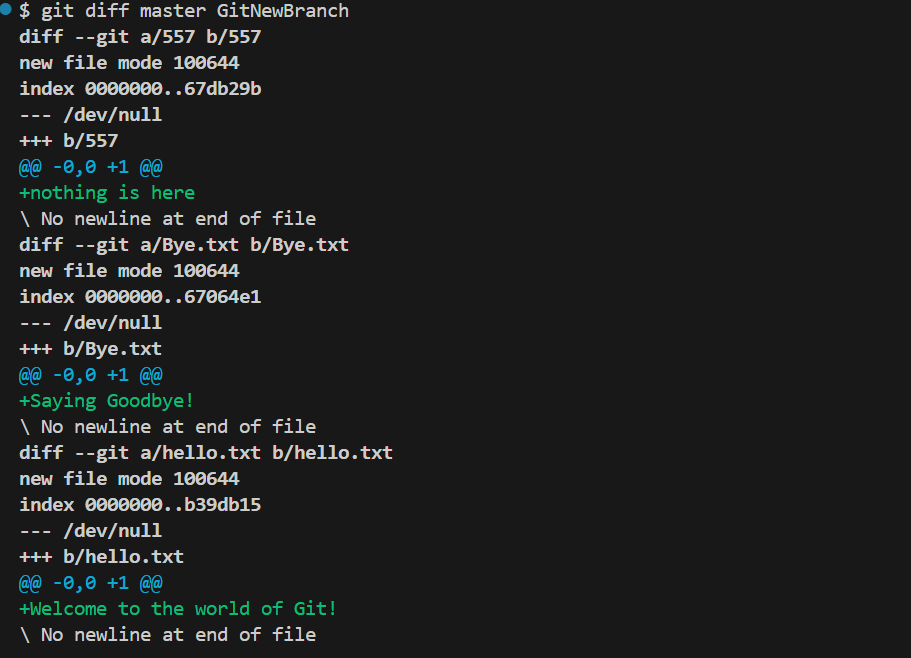 $ git diff master GitNewBranch
diff --git a/557 b/557
new file mode 100644
index 0000000..67db29b
--- /dev/null
+++ b/557
@@ -0,0 +1 @@
+nothing is here
\ No newline at end of file
diff --git a/Bye.txt b/Bye.txt
new file mode 100644
index 0000000..67064e1
--- /dev/null
+++ b/Bye.txt
@@ -0,0 +1 @@
+Saying Goodbye!
\ No newline at end of file
diff --git a/hello.txt b/hello.txt
new file mode 100644
index 0000000..b39db15
--- /dev/null
+++ b/hello.txt
@@ -0,0 +1 @@
+Welcome to the world of Git!
\ No newline at end of file